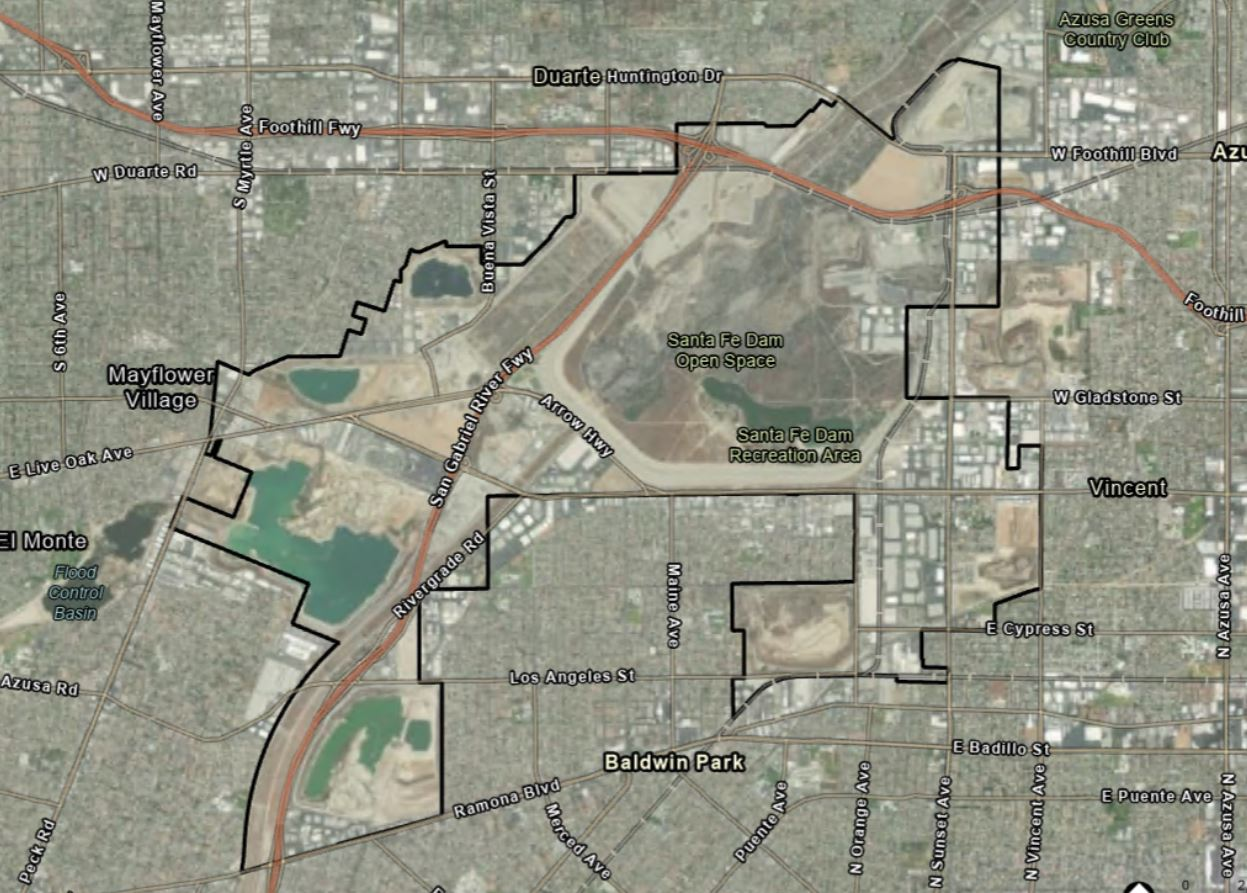 Azusa Greens
Country Club
Mayflower Ave
Duarte
Huntington Dr
S Myrtle Ave
Foothill Fwy
W Foothill Blvd
Azu
W Duarte Rd
Buena Vista St
S 6th Ave
Foothill
Santa Fe Dam
Open Space
Mayflower
Village
San Gabriel River Fwy
Arrow Hwy
W Gladstone St
Santa Fe Dam
Recreation Area
E Live Oak Ave
Vincent
El Monte
Flood
Control
Basin
Rivergrade Rd
Maine Ave
N Azusa Ave
E Cypress St
Azusa Rd
Los Angeles St
E Badillo St
Baldwin Park
Ramona Blvd
E Puente Ave
Merced Ave
Puente Ave
N Orange Ave
N Sunset Ave
N Vincent Ave
N Azusa Ave
Peck Rd
0